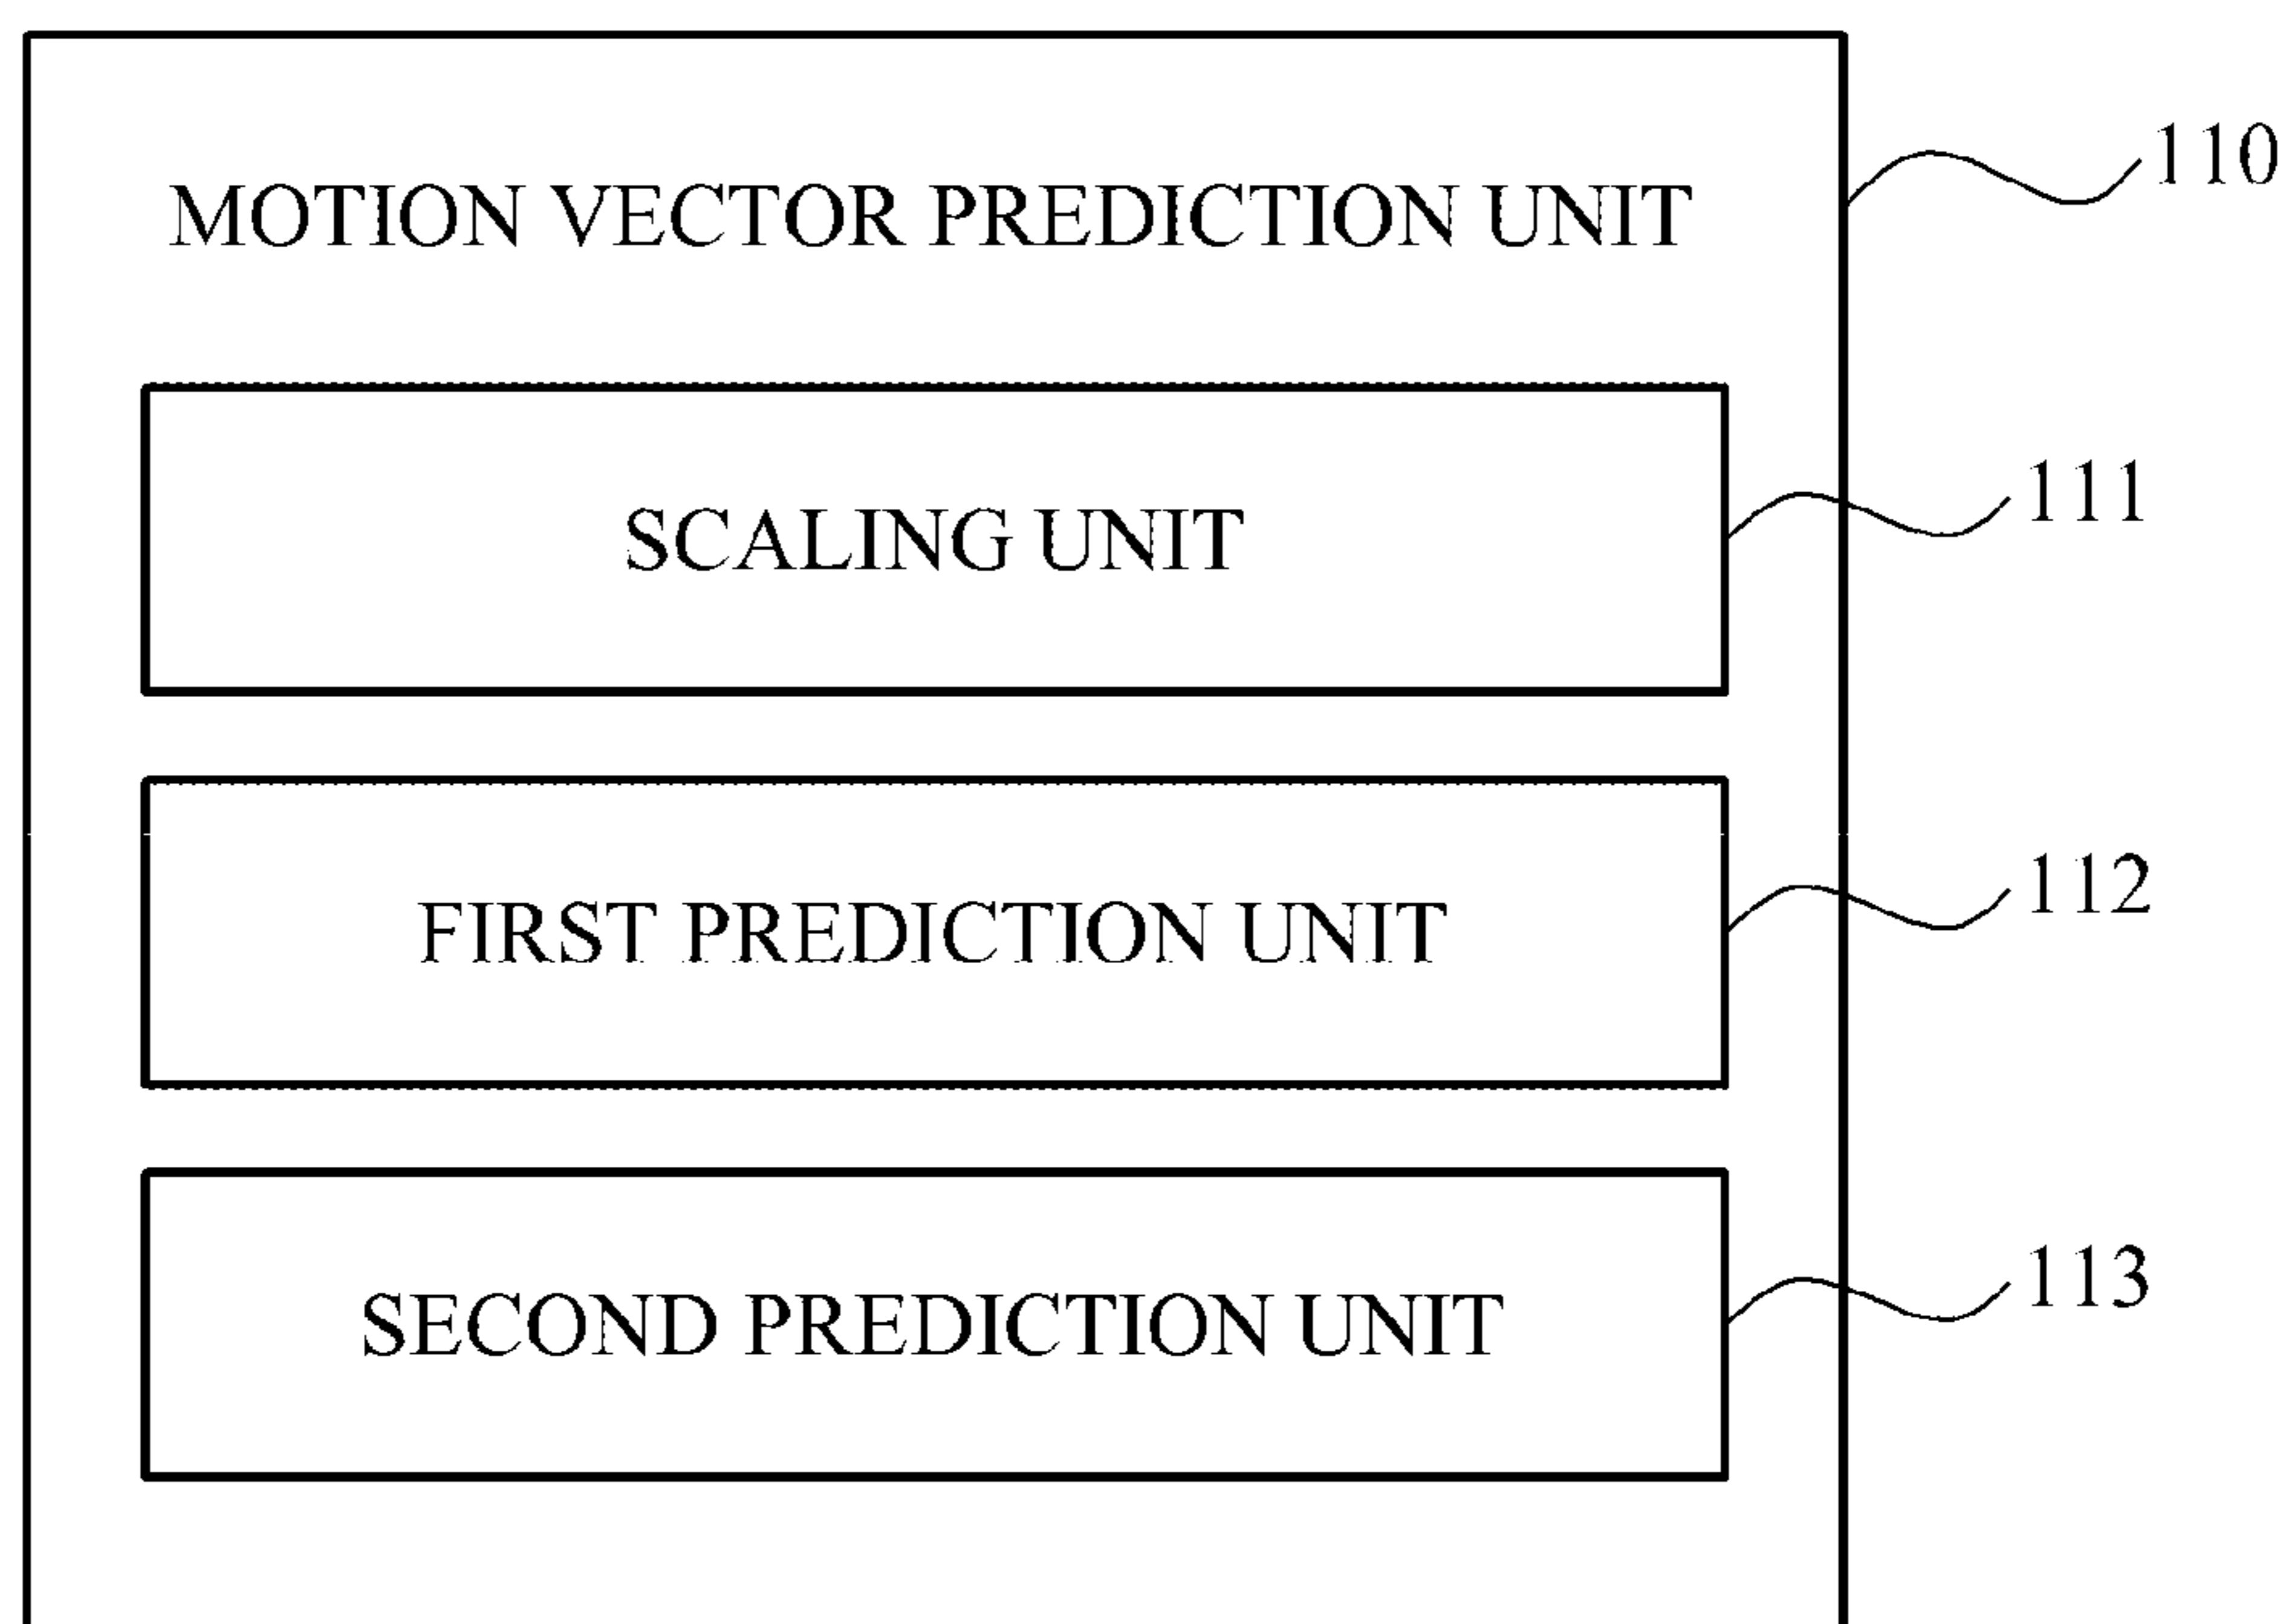 MOTION VECTOR PREDICTION UNIT
110
SCALING UNIT
111
FIRST PREDICTION UNIT
112
SECOND PREDICTION UNIT
113